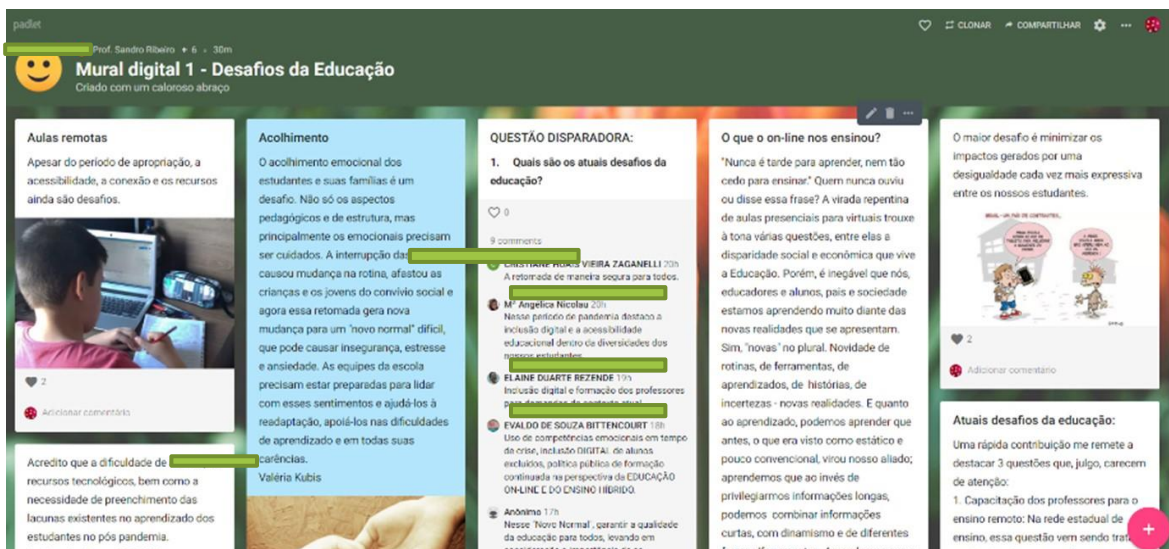 padlet
CLONAR
COMPARTILHAR
Prof. Sandro Ribeiro + 6 • 30m
Mural digital 1 - Desafios da Educação
Criado com um caloroso abraço
Aulas remotas
Apesar do período de apropriação, a
acessibilidade, a conexão e os recursos
ainda são desafios.
2
Adicionar comentário
Acredito que a dificuldade de
recursos tecnológicos, bem como a
necessidade de preenchimento das
lacunas existentes no aprendizado dos
estudantes no pós pandemia.
Acolhimento
O acolhimento emocional dos
estudantes e suas famílias é um
desafio. Não só os aspectos
pedagógicos e de estrutura, mas
principalmente os emocionais precisam
ser cuidados. A interrupção das
causou mudança na rotina, afastou as
crianças e os jovens do convívio social e
agora essa retomada gera nova
mudança para um "novo normal" difícil,
que pode causar insegurança, estresse
e ansiedade. As equipes da escola
precisam estar preparadas para lidar
com esses sentimentos e ajudá-los à
readaptação, apoiá-los nas dificuldades
de aprendizado e em todas suas
carências.
Valéria Kubis
QUESTÃO DISPARADORA:
1. Quais são os atuais desafios da
educação?
0
9 comments
VIEIRA ZAGANELLI 20h
A retomada de maneira segura para todos.
Mª Angélica Nicolau 20h
Nesse período de pandemia destaco a
inclusão digital e a acessibilidade
educacional dentro da diversidades dos
nossos estudantes
ELAINE DUARTE REZENDE 19h
Inclusão digital e formação dos professores
para demandas do contexto atual
EVALDO DE SOUZA BITTENCOURT 18h
Uso de competências emocionais em tempo
de crise, inclusão DIGITAL de alunos
excluídos, política pública de formação
continuada na perspectiva da EDUCAÇÃO
ON-LINE E DO ENSINO HÍBRIDO.
Anônimo 17h
Nesse 'Novo Normal', garantir a qualidade
da educação para todos, levando em
O que o on-line nos ensinou?
"Nunca é tarde para aprender, nem tão
cedo para ensinar." Quem nunca ouviu
ou disse essa frase? A virada repentina
de aulas presenciais para virtuais trouxe
à tona várias questões, entre elas a
disparidade social e econômica que vive
a Educação. Porém, é inegável que nós,
educadores e alunos, pais e sociedade
estamos aprendendo muito diante das
novas realidades que se apresentam.
Sim, "novas" no plural. Novidade de
rotinas, de ferramentas, de
aprendizados, de histórias, de
incertezas - novas realidades. E quanto
ao aprendizado, podemos aprender que
antes, o que era visto como estático e
pouco convencional, virou nosso aliado;
aprendemos que ao invés de
privilegiarmos informações longas,
podemos combinar informações
curtas, com dinamismo e de diferentes
O maior desafio é minimizar os
impactos gerados por uma
desigualdade cada vez mais expressiva
entre os nossos estudantes.
2
Adicionar comentário
Atuais desafios da educação:
Uma rápida contribuição me remete a
destacar 3 questões que, julgo, carecem
de atenção:
1. Capacitação dos professores para o
ensino remoto: Na rede estadual de
ensino, essa questão vem sendo